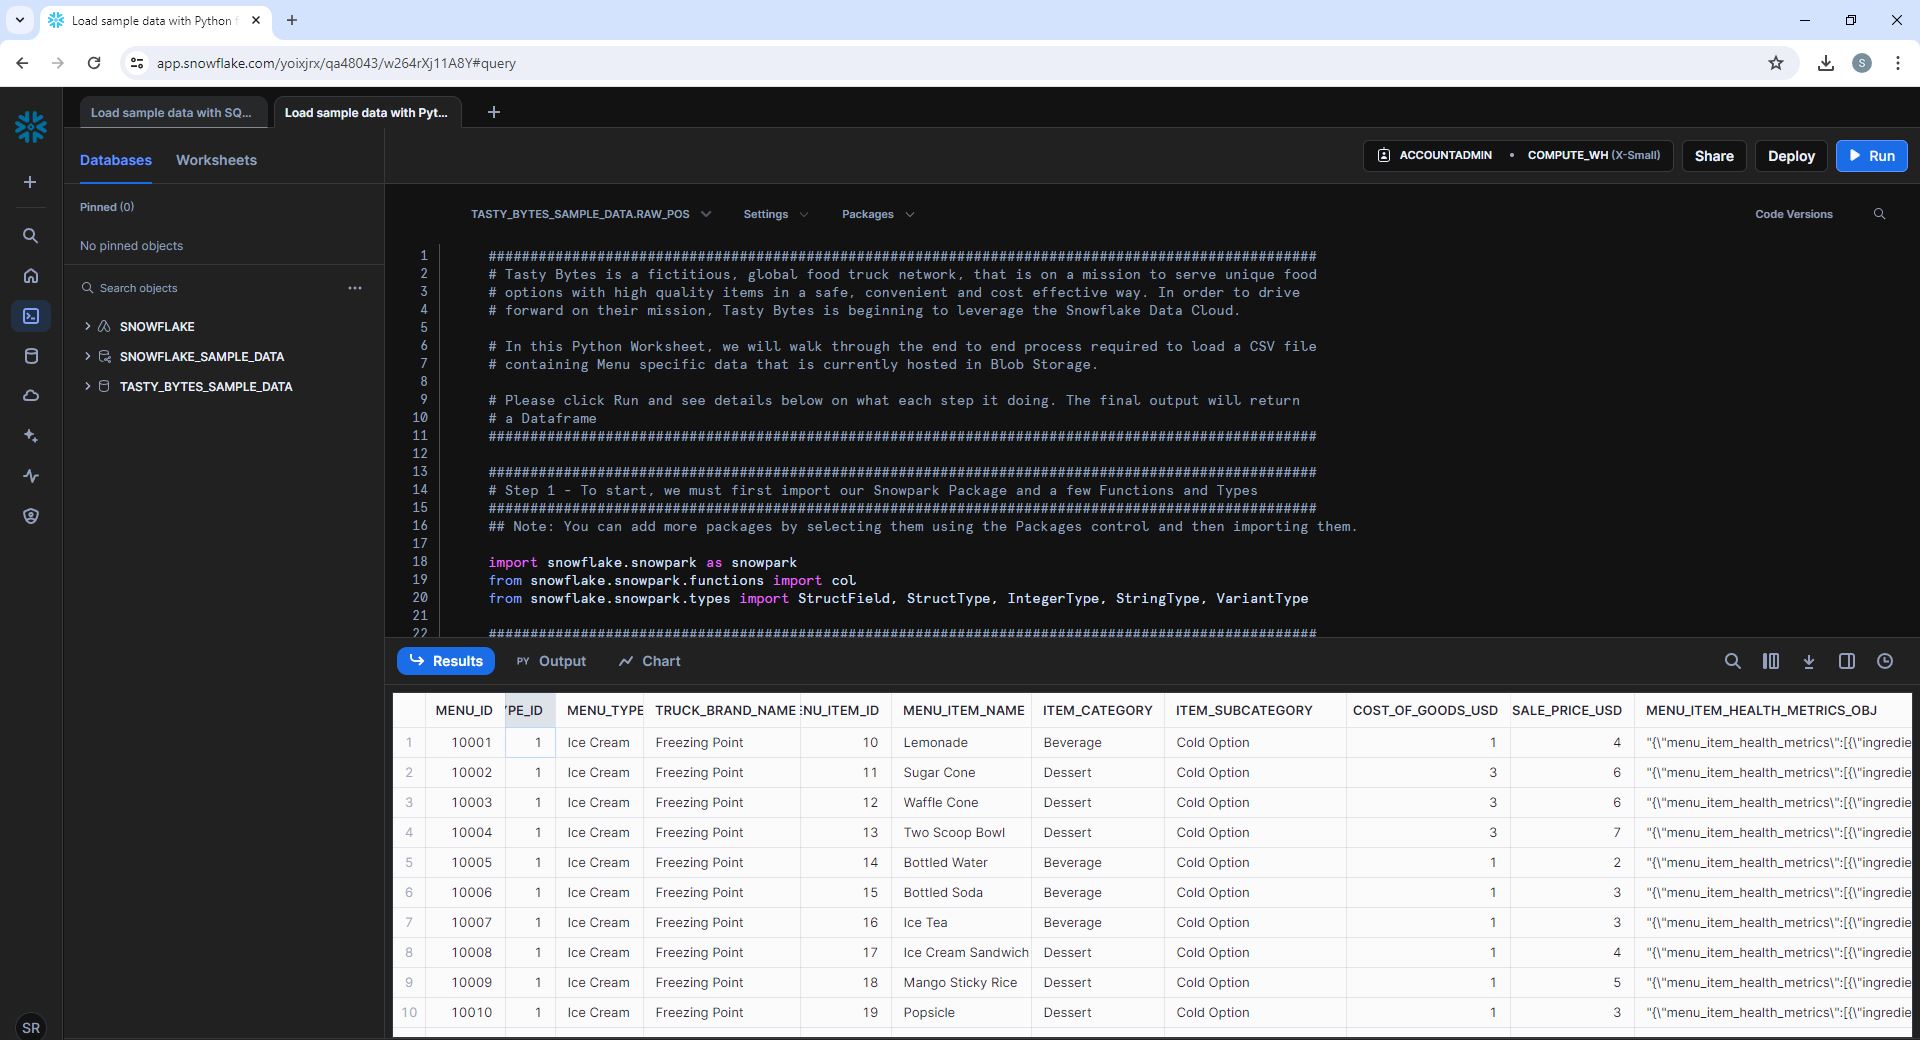 Load sample data with Python f
app.snowflake.com/yoixjrx/qa48043/w264rXj11A8Y#query
S
Load sample data with SQ...
Load sample data with Pyt...
Databases
Worksheets
ACCOUNTADMIN • COMPUTE_WH (X-Small)
Share
Deploy
Run
Pinned (0)
No pinned objects
Search objects
SNOWFLAKE
SNOWFLAKE_SAMPLE_DATA
TASTY_BYTES_SAMPLE_DATA
SR
TASTY_BYTES_SAMPLE_DATA.RAW_POS
Settings
Packages
Code Versions
1 ###################################################################################################
2 # Tasty Bytes is a fictitious, global food truck network, that is on a mission to serve unique food
3 # options with high quality items in a safe, convenient and cost effective way. In order to drive
4 # forward on their mission, Tasty Bytes is beginning to leverage the Snowflake Data Cloud.
5
6 # In this Python Worksheet, we will walk through the end to end process required to load a CSV file
7 # containing Menu specific data that is currently hosted in Blob Storage.
8
9 # Please click Run and see details below on what each step it doing. The final output will return
10 # a Dataframe
11 ###################################################################################################
12
13 ###################################################################################################
14 # Step 1 - To start, we must first import our Snowpark Package and a few Functions and Types
15 ###################################################################################################
16 ## Note: You can add more packages by selecting them using the Packages control and then importing them.
17
18 import snowflake.snowpark as snowpark
19 from snowflake.snowpark.functions import col
20 from snowflake.snowpark.types import StructField, StructType, IntegerType, StringType, VariantType
21
22 ###################################################################################################
Results
PY Output
Chart
MENU_ID YPE_ID MENU_TYPE TRUCK_BRAND_NAME ENU_ITEM_ID MENU_ITEM_NAME ITEM_CATEGORY ITEM_SUBCATEGORY COST_OF_GOODS_USD SALE_PRICE_USD MENU_ITEM_HEALTH_METRICS_OBJ
1 10001 1 Ice Cream Freezing Point 10 Lemonade Beverage Cold Option 1 4 "{\"menu_item_health_metrics\":[{\"ingredie
2 10002 1 Ice Cream Freezing Point 11 Sugar Cone Dessert Cold Option 3 6 "{\"menu_item_health_metrics\":[{\"ingredie
3 10003 1 Ice Cream Freezing Point 12 Waffle Cone Dessert Cold Option 3 6 "{\"menu_item_health_metrics\":[{\"ingredie
4 10004 1 Ice Cream Freezing Point 13 Two Scoop Bowl Dessert Cold Option 3 7 "{\"menu_item_health_metrics\":[{\"ingredie
5 10005 1 Ice Cream Freezing Point 14 Bottled Water Beverage Cold Option 1 2 "{\"menu_item_health_metrics\":[{\"ingredie
6 10006 1 Ice Cream Freezing Point 15 Bottled Soda Beverage Cold Option 1 3 "{\"menu_item_health_metrics\":[{\"ingredie
7 10007 1 Ice Cream Freezing Point 16 Ice Tea Beverage Cold Option 1 3 "{\"menu_item_health_metrics\":[{\"ingredie
8 10008 1 Ice Cream Freezing Point 17 Ice Cream Sandwich Dessert Cold Option 1 4 "{\"menu_item_health_metrics\":[{\"ingredie
9 10009 1 Ice Cream Freezing Point 18 Mango Sticky Rice Dessert Cold Option 1 5 "{\"menu_item_health_metrics\":[{\"ingredie
10 10010 1 Ice Cream Freezing Point 19 Popsicle Dessert Cold Option 1 3 "{\"menu_item_health_metrics\":[{\"ingredie